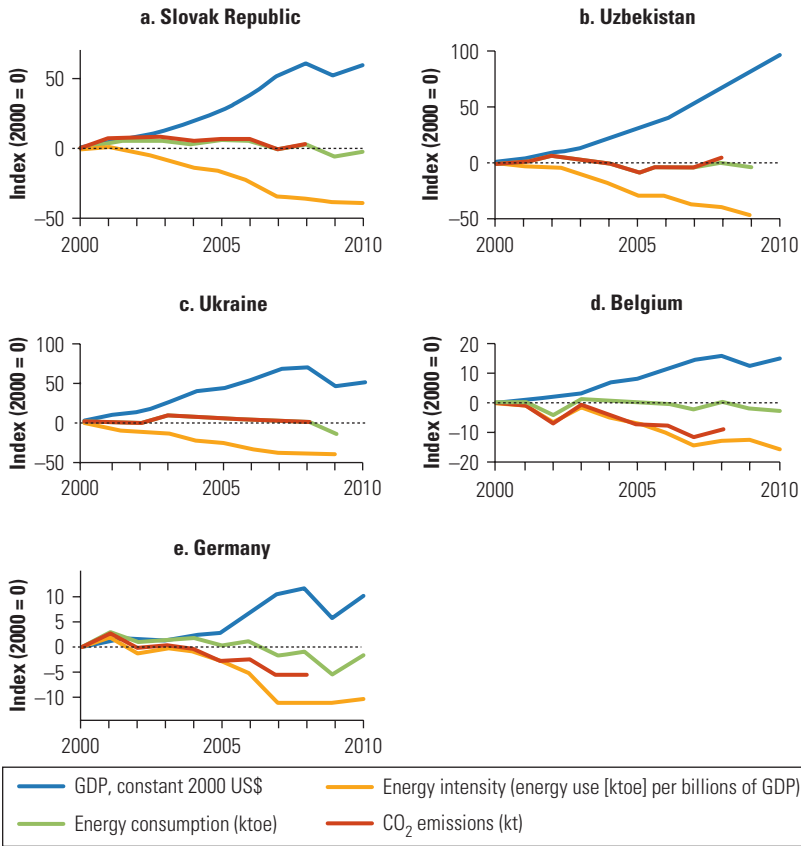 a. Slovak Republic
Index (2000 = 0)
50
0
–50
2000
2005
2010
b. Uzbekistan
Index (2000 = 0)
100
50
0
–50
2000
2005
2010
c. Ukraine
Index (2000 = 0)
100
50
0
–50
2000
2005
2010
d. Belgium
Index (2000 = 0)
20
10
0
–10
–20
2000
2005
2010
e. Germany
Index (2000 = 0)
10
5
0
–5
–10
2000
2005
2010
GDP, constant 2000 US$
Energy intensity (energy use [ktoe] per billions of GDP)
Energy consumption (ktoe)
CO₂ emissions (kt)